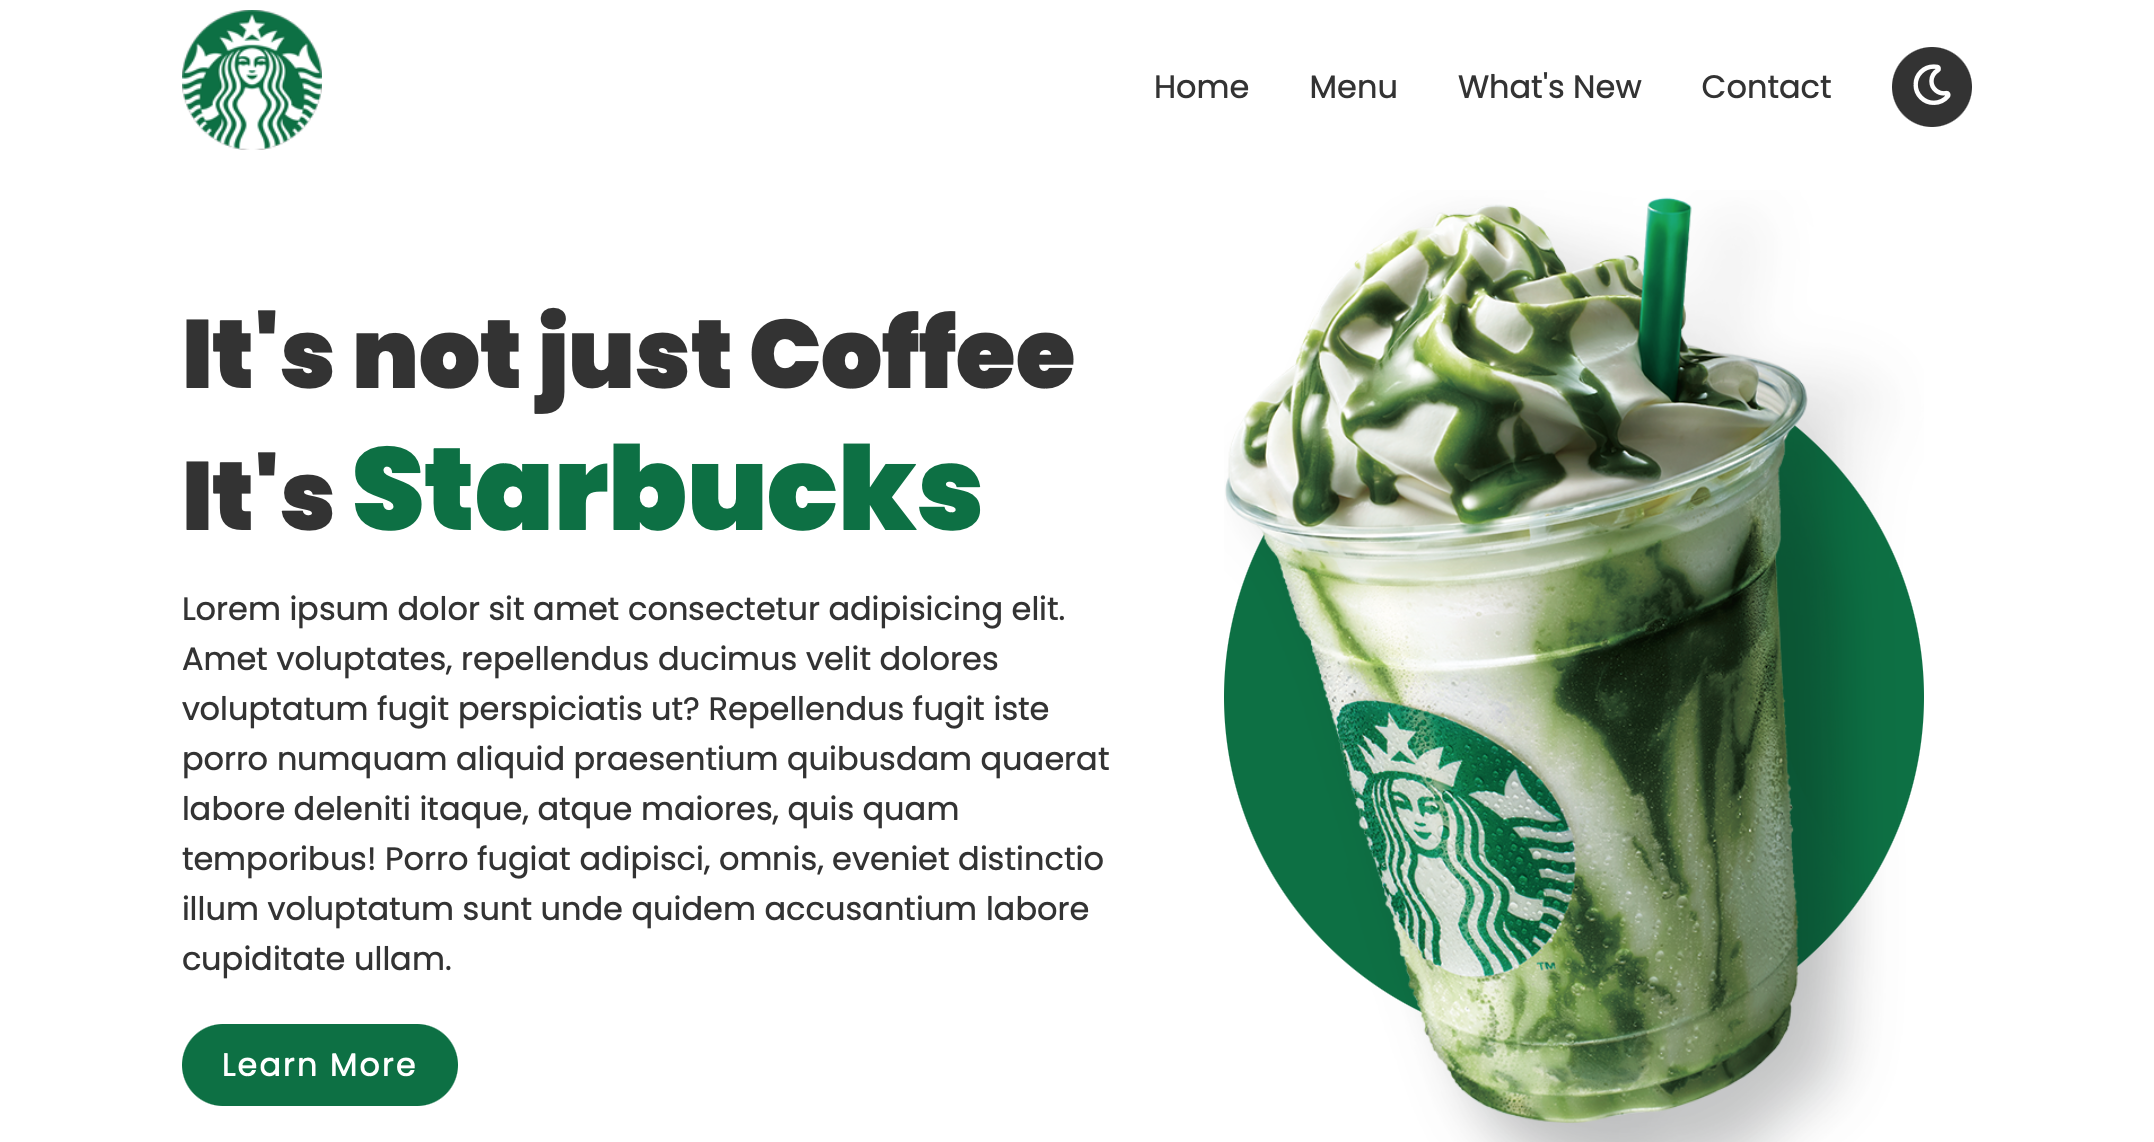 Home Menu What's New Contact
It's not just Coffee
It's Starbucks
Lorem ipsum dolor sit amet consectetur adipisicing elit.
Amet voluptates, repellendus ducimus velit dolores
voluptatum fugit perspiciatis ut? Repellendus fugit iste
porro numquam aliquid praesentium quibusdam quaerat
labore deleniti itaque, atque maiores, quis quam
temporibus! Porro fugiat adipisci, omnis, eveniet distinctio
illum voluptatum sunt unde quidem accusantium labore
cupiditate ullam.
Learn More
TM